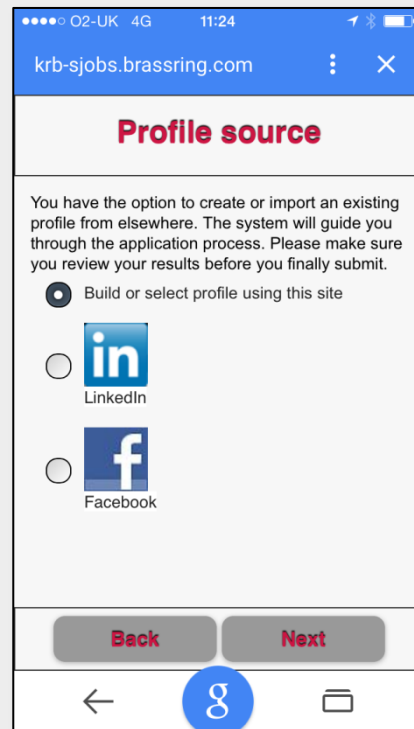 O2-UK 4G 11:24
krb-sjobs.brassring.com
Profile source
You have the option to create or import an existing
profile from elsewhere. The system will guide you
through the application process. Please make sure
you review your results before you finally submit.
Build or select profile using this site
in
LinkedIn
f
Facebook
Back Next
g